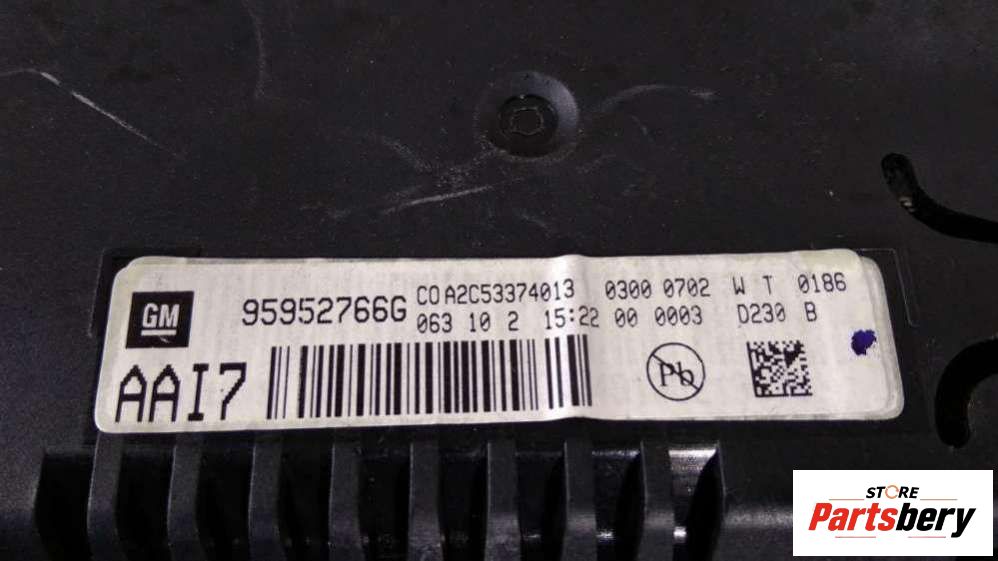 GM
95952766G
CO A2C53374013 0300 0702 W T 0186
063 10 2 15:22 00 0003 D230 B
AAI7
Pb
STORE
Partsbery